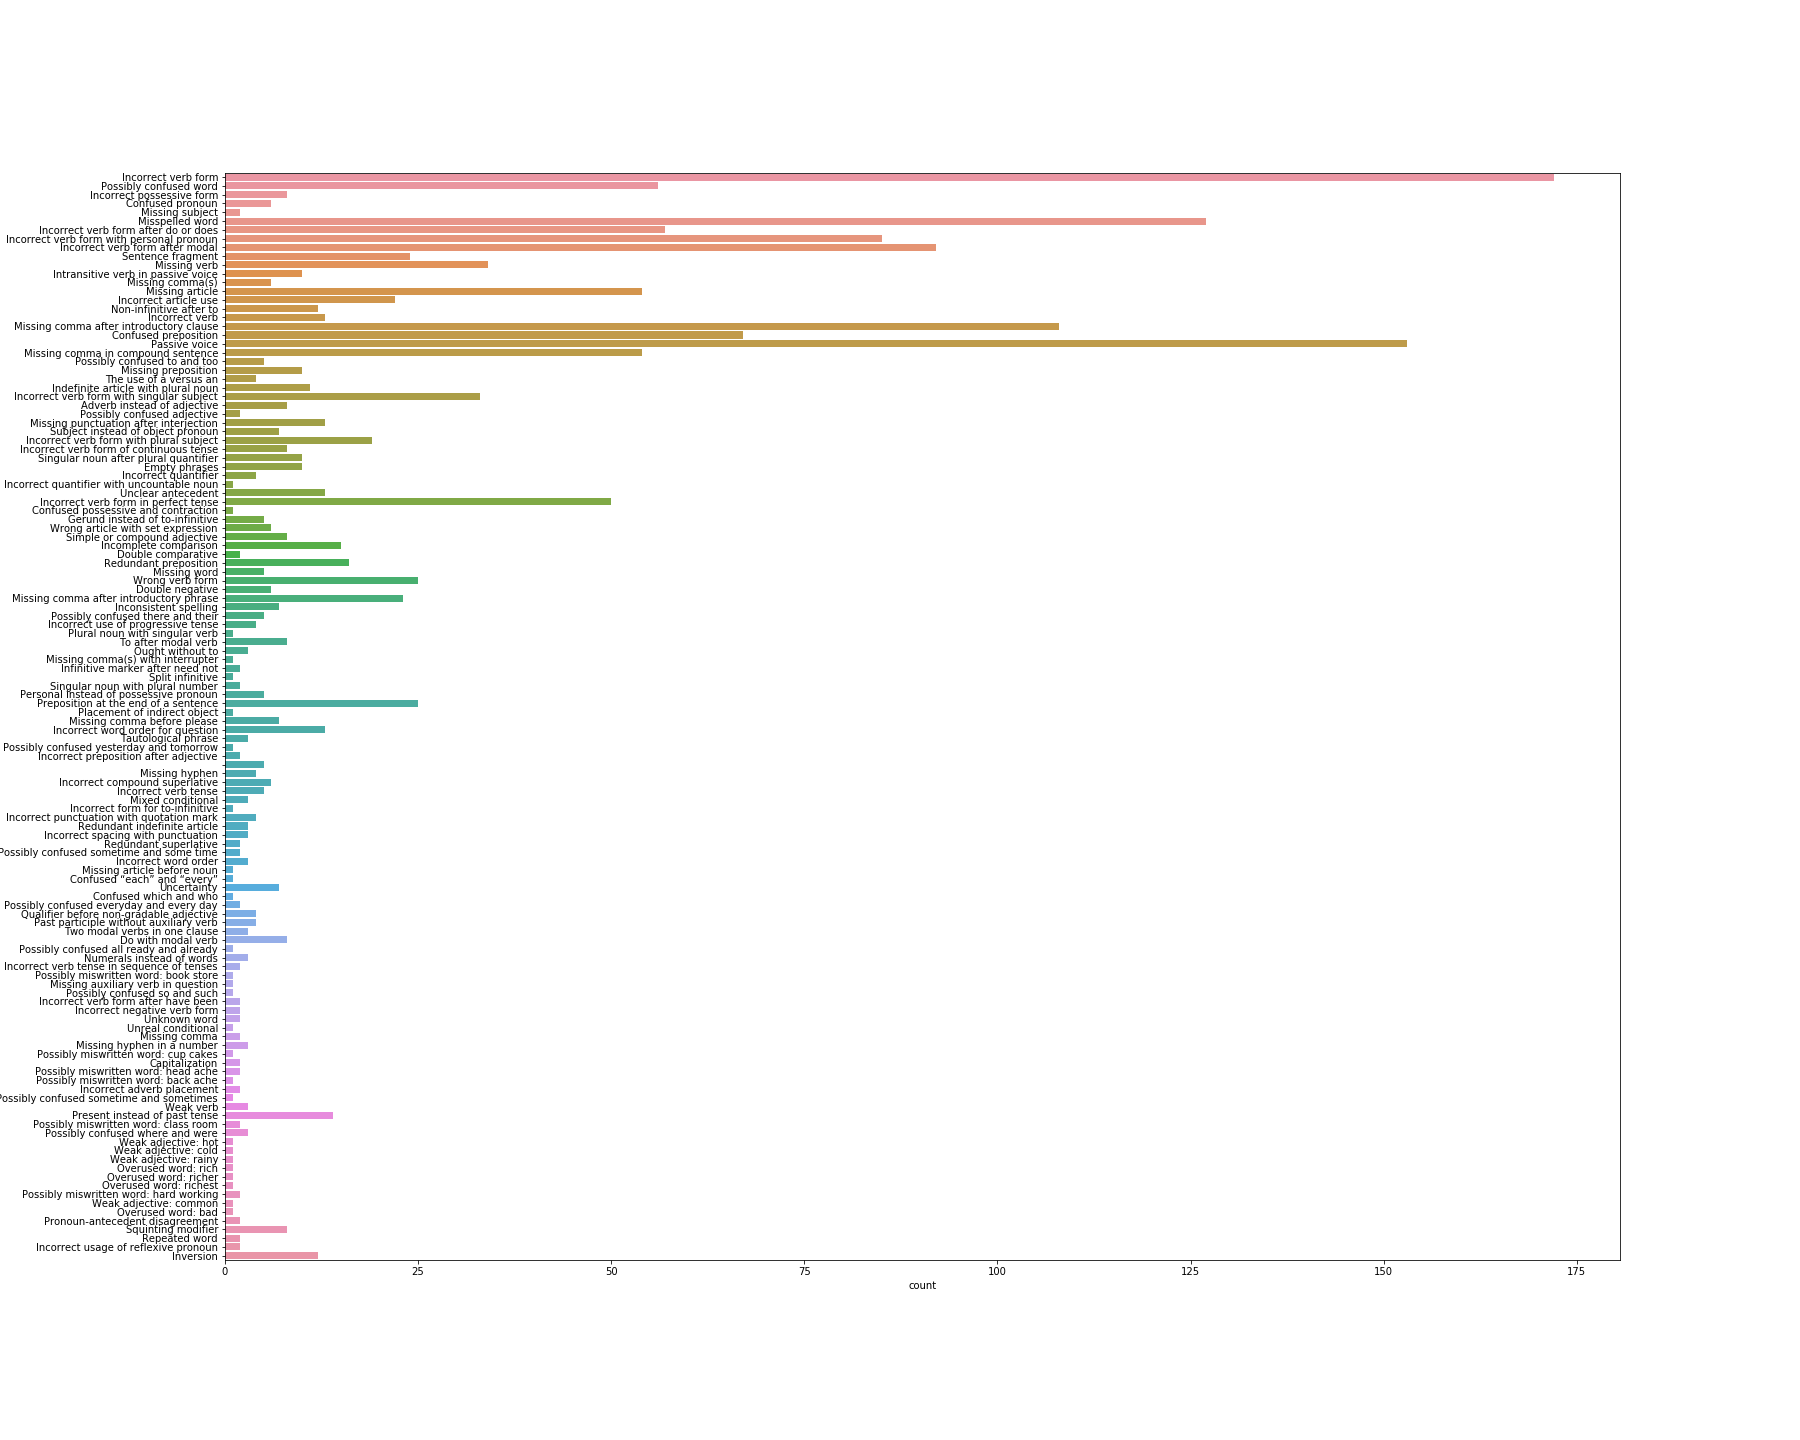 Incorrect verb form
Possibly confused word
Incorrect possessive form
Confused pronoun
Missing subject
Misspelled word
Incorrect verb form after do or does
Incorrect verb form with personal pronoun
Incorrect verb form after modal
Sentence fragment
Missing verb
Intransitive verb in passive voice
Missing comma(s)
Missing article
Incorrect article use
Non-infinitive after to
Incorrect verb
Missing comma after introductory clause
Confused preposition
Passive voice
Missing comma in compound sentence
Possibly confused to and too
Missing preposition
The use of a versus an
Indefinite article with plural noun
Incorrect verb form with singular subject
Adverb instead of adjective
Possibly confused adjective
Missing punctuation after interjection
Subject instead of object pronoun
Incorrect verb form with plural subject
Incorrect verb form of continuous tense
Singular noun after plural quantifier
Empty phrases
Incorrect quantifier
Incorrect quantifier with uncountable noun
Unclear antecedent
Incorrect verb form in perfect tense
Confused possessive and contraction
Gerund instead of to-infinitive
Wrong article with set expression
Simple or compound adjective
Incomplete comparison
Double comparative
Redundant preposition
Missing word
Wrong verb form
Double negative
Missing comma after introductory phrase
Inconsistent spelling
Possibly confused there and their
Incorrect use of progressive tense
Plural noun with singular verb
To after modal verb
Ought without to
Missing comma(s) with interrupter
Infinitive marker after need not
Split infinitive
Singular noun with plural number
Personal instead of possessive pronoun
Preposition at the end of a sentence
Placement of indirect object
Missing comma before please
Incorrect word order for question
Tautological phrase
Possibly confused yesterday and tomorrow
Incorrect preposition after adjective
Missing hyphen
Incorrect compound superlative
Incorrect verb tense
Mixed conditional
Incorrect form for to-infinitive
Incorrect punctuation with quotation mark
Redundant indefinite article
Incorrect spacing with punctuation
Redundant superlative
Possibly confused sometime and some time
Incorrect word order
Missing article before noun
Confused “each” and “every”
Uncertainty
Confused which and who
Possibly confused everyday and every day
Qualifier before non-gradable adjective
Past participle without auxiliary verb
Two modal verbs in one clause
Do with modal verb
Possibly confused all ready and already
Numerals instead of words
Incorrect verb tense in sequence of tenses
Possibly miswritten word: book store
Missing auxiliary verb in question
Possibly confused so and such
Incorrect verb form after have been
Incorrect negative verb form
Unknown word
Unreal conditional
Missing comma
Missing hyphen in a number
Possibly miswritten word: cup cakes
Capitalization
Possibly miswritten word: head ache
Possibly miswritten word: back ache
Incorrect adverb placement
Possibly confused sometime and sometimes
Weak verb
Present instead of past tense
Possibly miswritten word: class room
Possibly confused where and were
Weak adjective: hot
Weak adjective: cold
Weak adjective: rainy
Overused word: rich
Overused word: richer
Overused word: richest
Possibly miswritten word: hard working
Weak adjective: common
Overused word: bad
Pronoun-antecedent disagreement
Squinting modifier
Repeated word
Incorrect usage of reflexive pronoun
Inversion
0 25 50 75 100 125 150 175
count